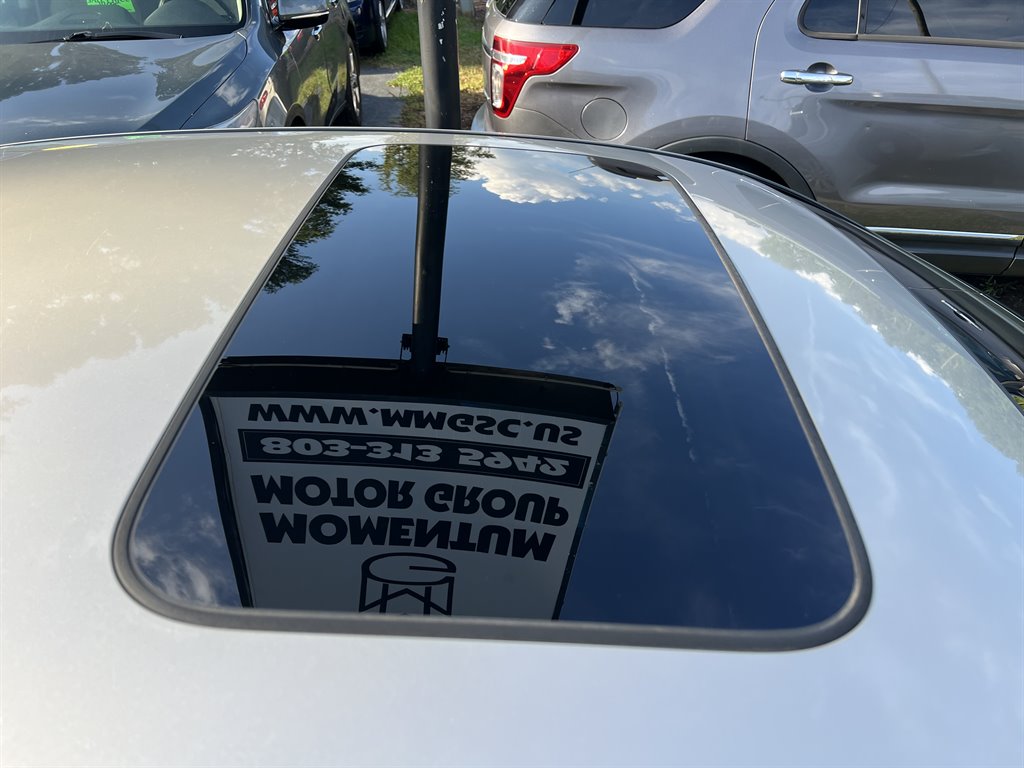 MOMENTUM
MOTOR GROUP
803-313 5942
WWW.MMGSC.US